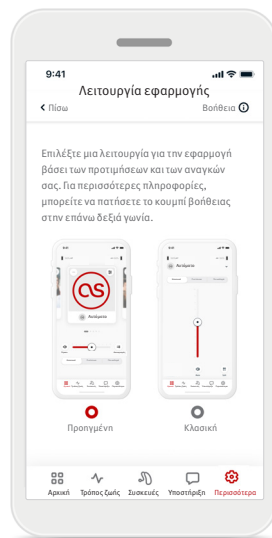 9:41
Λειτουργία εφαρμογής
Πίσω
Βοήθεια
Επιλέξτε μια λειτουργία για την εφαρμογή
βάσει των προτιμήσεων και των αναγκών
σας. Για περισσότερες πληροφορίες,
μπορείτε να πατήσετε το κουμπί βοήθειας
στην επάνω δεξιά γωνία.
Αυτόματο
Αυτόματο
Προηγμένη
Κλασική
Αρχική
Τρόπος ζωής
Συσκευές
Υποστήριξη
Περισσότερα